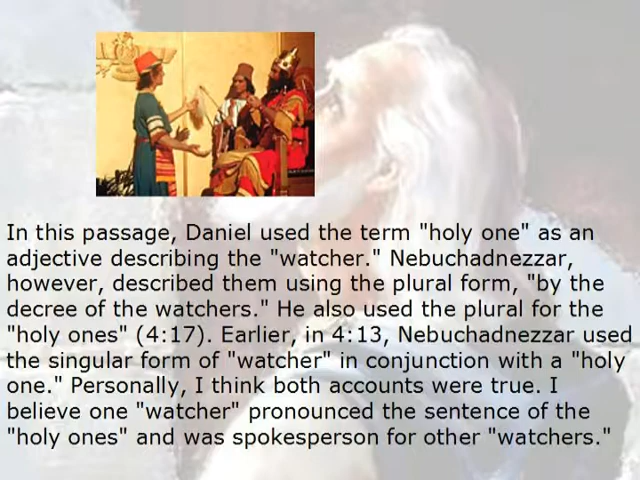 In this passage, Daniel used the term "holy one" as an
adjective describing the "watcher." Nebuchadnezzar,
however, described them using the plural form, "by the
decree of the watchers." He also used the plural for the
"holy ones" (4:17). Earlier, in 4:13, Nebuchadnezzar used
the singular form of "watcher" in conjunction with a "holy
one." Personally, I think both accounts were true. I
believe one "watcher" pronounced the sentence of the
"holy ones" and was spokesperson for other "watchers."